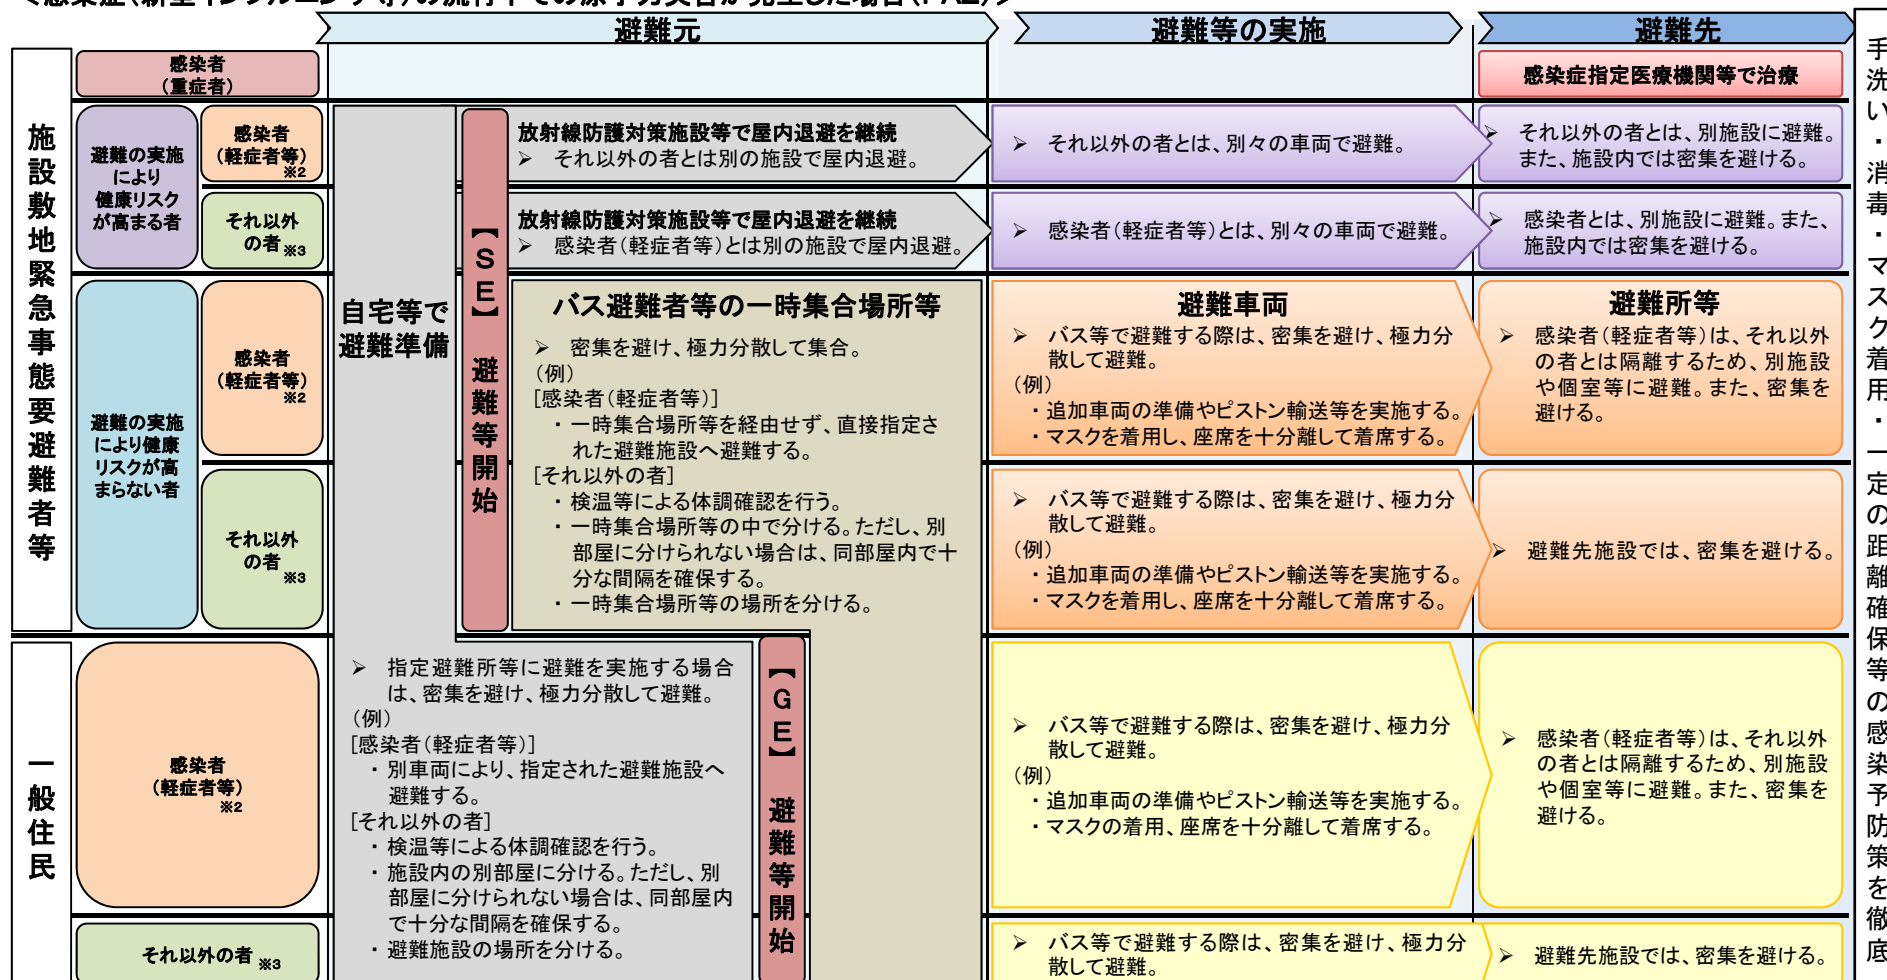 避難元
避難等の実施
避難先
感染者
（重症者）
感染症指定医療機関等で治療
施設敷地緊急事態要避難者等
避難の実施
により
健康リスク
が高まる者
感染者
（軽症者等）
※2
それ以外
の者 ※3
自宅等で
避難準備
【SE】避難等開始
放射線防護対策施設等で屋内退避を継続
➢ それ以外の者とは別の施設で屋内退避。
➢ それ以外の者とは、別々の車両で避難。
➢ それ以外の者とは、別施設に避難。
また、施設内では密集を避ける。
放射線防護対策施設等で屋内退避を継続
➢ 感染者（軽症者等）とは別の施設で屋内退避。
➢ 感染者（軽症者等）とは、別々の車両で避難。
➢ 感染者とは、別施設に避難。また、
施設内では密集を避ける。
避難の実施
により健康
リスクが高
まらない者
感染者
（軽症者等）
※2
それ以外
の者
※3
バス避難者等の一時集合場所等
➢ 密集を避け、極力分散して集合。
（例）
[感染者（軽症者等）]
・一時集合場所等を経由せず、直接指定さ
れた避難施設へ避難する。
[それ以外の者]
・検温等による体調確認を行う。
・一時集合場所等の中で分ける。ただし、別
部屋に分けられない場合は、同部屋内で十
分な間隔を確保する。
・一時集合場所等の場所を分ける。
避難車両
➢ バス等で避難する際は、密集を避け、極力分
散して避難。
（例）
・追加車両の準備やピストン輸送等を実施する。
・マスクを着用し、座席を十分離して着席する。
避難所等
➢ 感染者（軽症者等）は、それ以外
の者とは隔離するため、別施設
や個室等に避難。また、密集を
避ける。
➢ バス等で避難する際は、密集を避け、極力分
散して避難。
（例）
・追加車両の準備やピストン輸送等を実施する。
・マスクを着用し、座席を十分離して着席する。
➢ 避難先施設では、密集を避ける。
一般住民
感染者
（軽症者等）
※2
それ以外の者 ※3
➢ 指定避難所等に避難を実施する場合
は、密集を避け、極力分散して避難。
（例）
[感染者（軽症者等）]
・別車両により、指定された避難施設へ
避難する。
[それ以外の者]
・検温等による体調確認を行う。
・施設内の別部屋に分ける。ただし、別
部屋に分けられない場合は、同部屋内
で十分な間隔を確保する。
・避難施設の場所を分ける。
【GE】避難等開始
➢ バス等で避難する際は、密集を避け、極力分
散して避難。
（例）
・追加車両の準備やピストン輸送等を実施する。
・マスクの着用、座席を十分離して着席する。
➢ 感染者（軽症者等）は、それ以外
の者とは隔離するため、別施設
や個室等に避難。また、密集を
避ける。
➢ バス等で避難する際は、密集を避け、極力分
散して避難。
➢ 避難先施設では、密集を避ける。
手洗い・消毒・マスク着用・一定の距離確保等の感染予防策を徹底